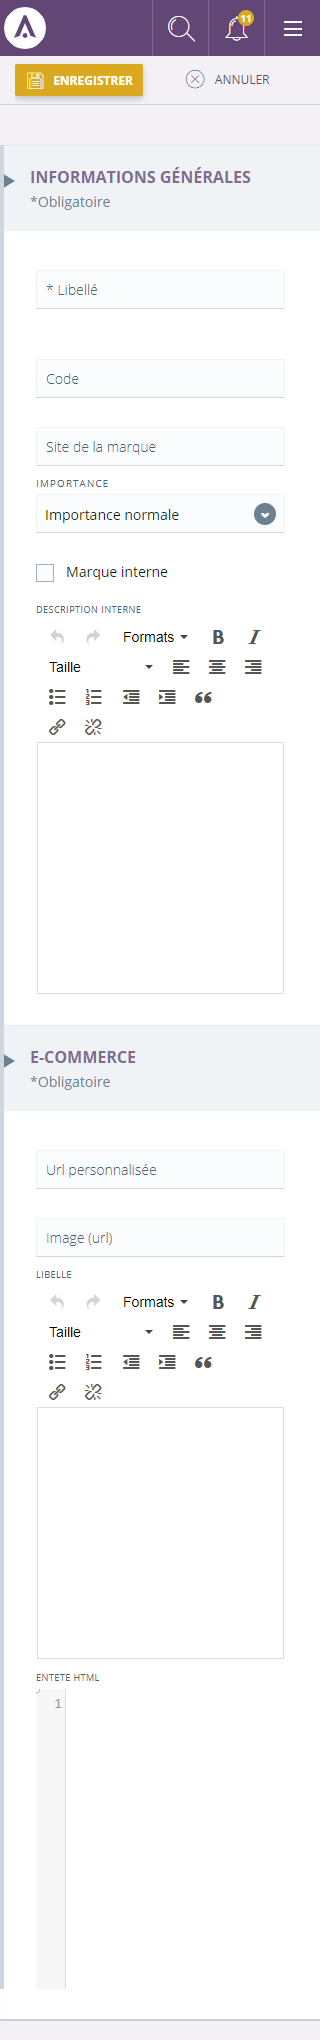 11
ENREGISTRER
ANNULER
INFORMATIONS GÉNÉRALES
*Obligatoire
* Libellé
Code
Site de la marque
IMPORTANCE
Importance normale
Marque interne
DESCRIPTION INTERNE
Formats B I
Taille
E-COMMERCE
*Obligatoire
Url personnalisée
Image (url)
LIBELLE
Formats B I
Taille
ENTETE HTML
1